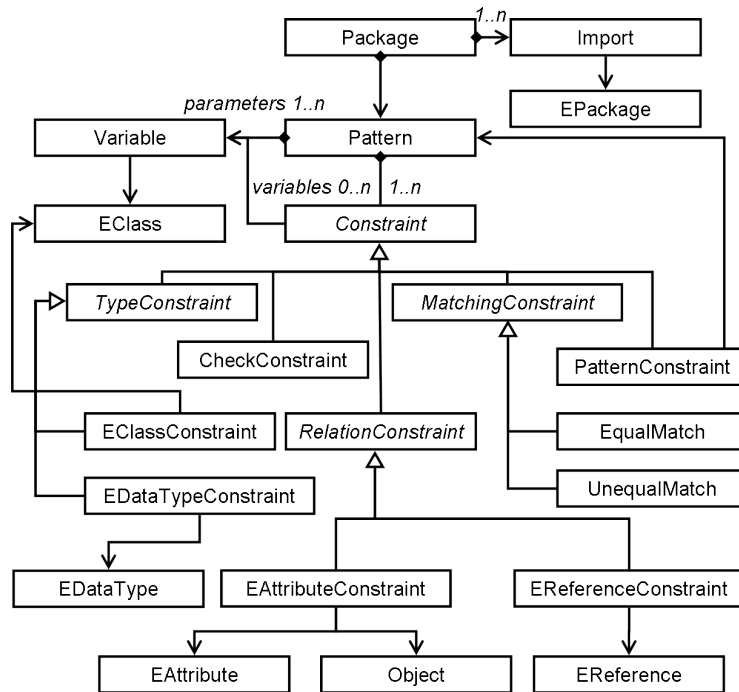 1..n
Package
Import
EPackage
parameters 1..n
Variable
Pattern
variables 0..n
1..n
EClass
Constraint
TypeConstraint
MatchingConstraint
CheckConstraint
PatternConstraint
EClassConstraint
RelationConstraint
EqualMatch
EDataTypeConstraint
UnequalMatch
EDataType
EAttributeConstraint
EReferenceConstraint
EAttribute
Object
EReference